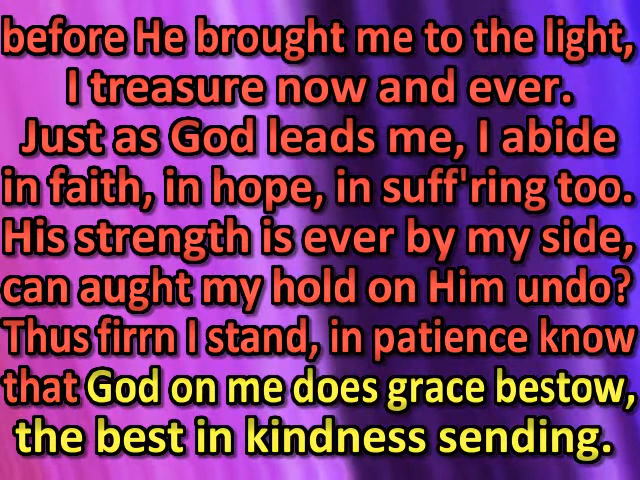 before He brought me to the light,
I treasure now and ever.
Just as God leads me, I abide
in faith, in hope, in suff'ring too.
His strength is ever by my side,
can aught my hold on Him undo?
Thus firrn I stand, in patience know
that God on me does grace bestow,
the best in kindness sending.